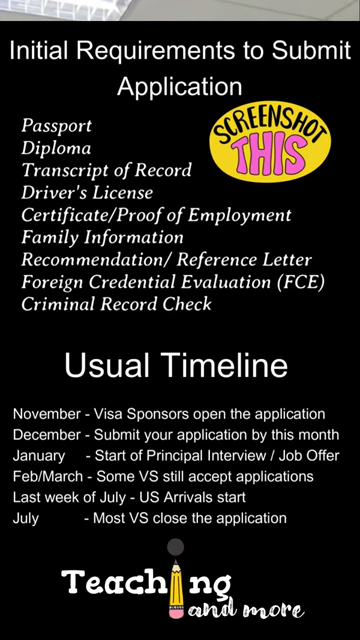 Initial Requirements to Submit
Application
SCREENSHOT
THIS
Passport
Diploma
Transcript of Record
Driver's License
Certificate/Proof of Employment
Family Information
Recommendation/ Reference Letter
Foreign Credential Evaluation (FCE)
Criminal Record Check
Usual Timeline
November - Visa Sponsors open the application
December - Submit your application by this month
January - Start of Principal Interview / Job Offer
Feb/March - Some VS still accept applications
Last week of July - US Arrivals start
July - Most VS close the application
Teaching
and more